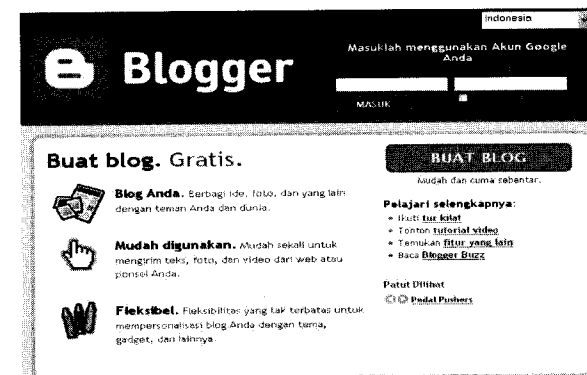 Indonesia
Masuklah menggunakan Akun Google
Anda
Blogger
MASUK
Buat blog. Gratis.
Blog Anda. Berbagi ide, foto, dan yang lain
dengan teman Anda dan dunia.
Mudah digunakan. Mudah sekali untuk
mengirim teks, foto, dan video dari web atau
ponsel Anda.
Fleksibel. Fleksibilitas yang tak terbatas untuk
mempersonalisasi blog Anda dengan tema,
gadget, dan lainnya.
BUAT BLOG
Mudah dan cuma sebentar.
Pelajari selengkapnya:
Ikuti tur kilat
Tonton tutorial video
Temukan fitur yang lain
Baca Blogger Buzz
Patut Dilihat
Pedal Pushers